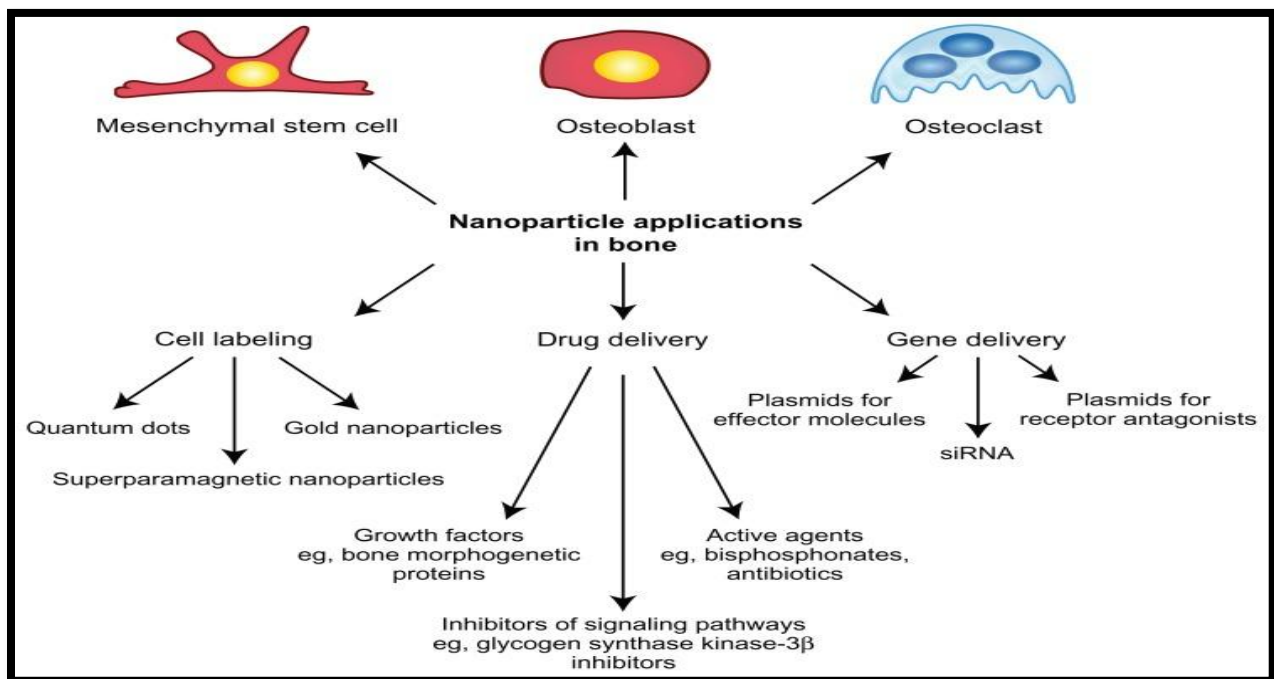 Mesenchymal stem cell
Osteoblast
Osteoclast
Nanoparticle applications
in bone
Cell labeling
Drug delivery
Gene delivery
Quantum dots
Gold nanoparticles
Superparamagnetic nanoparticles
Plasmids for
effector molecules
Plasmids for
receptor antagonists
siRNA
Growth factors
eg, bone morphogenetic
proteins
Active agents
eg, bisphosphonates,
antibiotics
Inhibitors of signaling pathways
eg, glycogen synthase kinase-3β
inhibitors